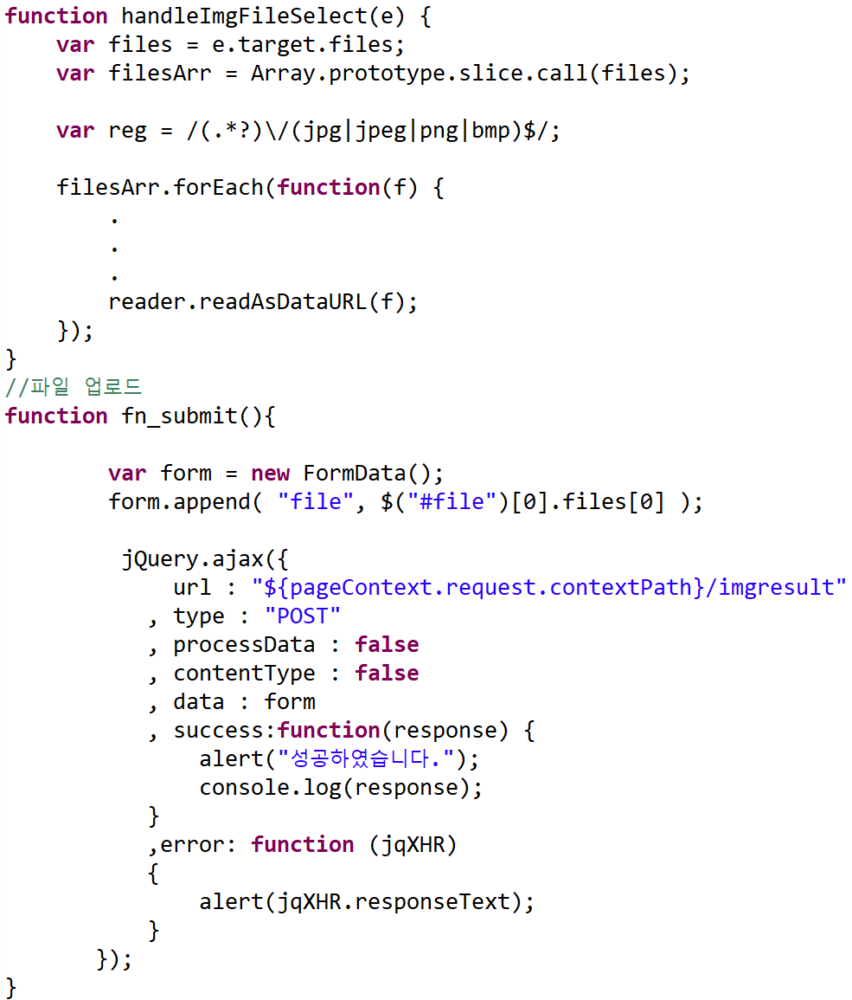 function handleImgFileSelect(e) {
    var files = e.target.files;
    var filesArr = Array.prototype.slice.call(files);

    var reg = /(.*?)\/(jpg|jpeg|png|bmp)$/;

    filesArr.forEach(function(f) {
        .
        .
        .
        reader.readAsDataURL(f);
    });
}
//파일 업로드
function fn_submit(){

        var form = new FormData();
        form.append( "file", $("#file")[0].files[0] );

         jQuery.ajax({
             url : "${pageContext.request.contextPath}/imgresult"
           , type : "POST"
           , processData : false
           , contentType : false
           , data : form
           , success:function(response) {
               alert("성공하였습니다.");
               console.log(response);
           }
           ,error: function (jqXHR)
           {
               alert(jqXHR.responseText);
           }
       });
}